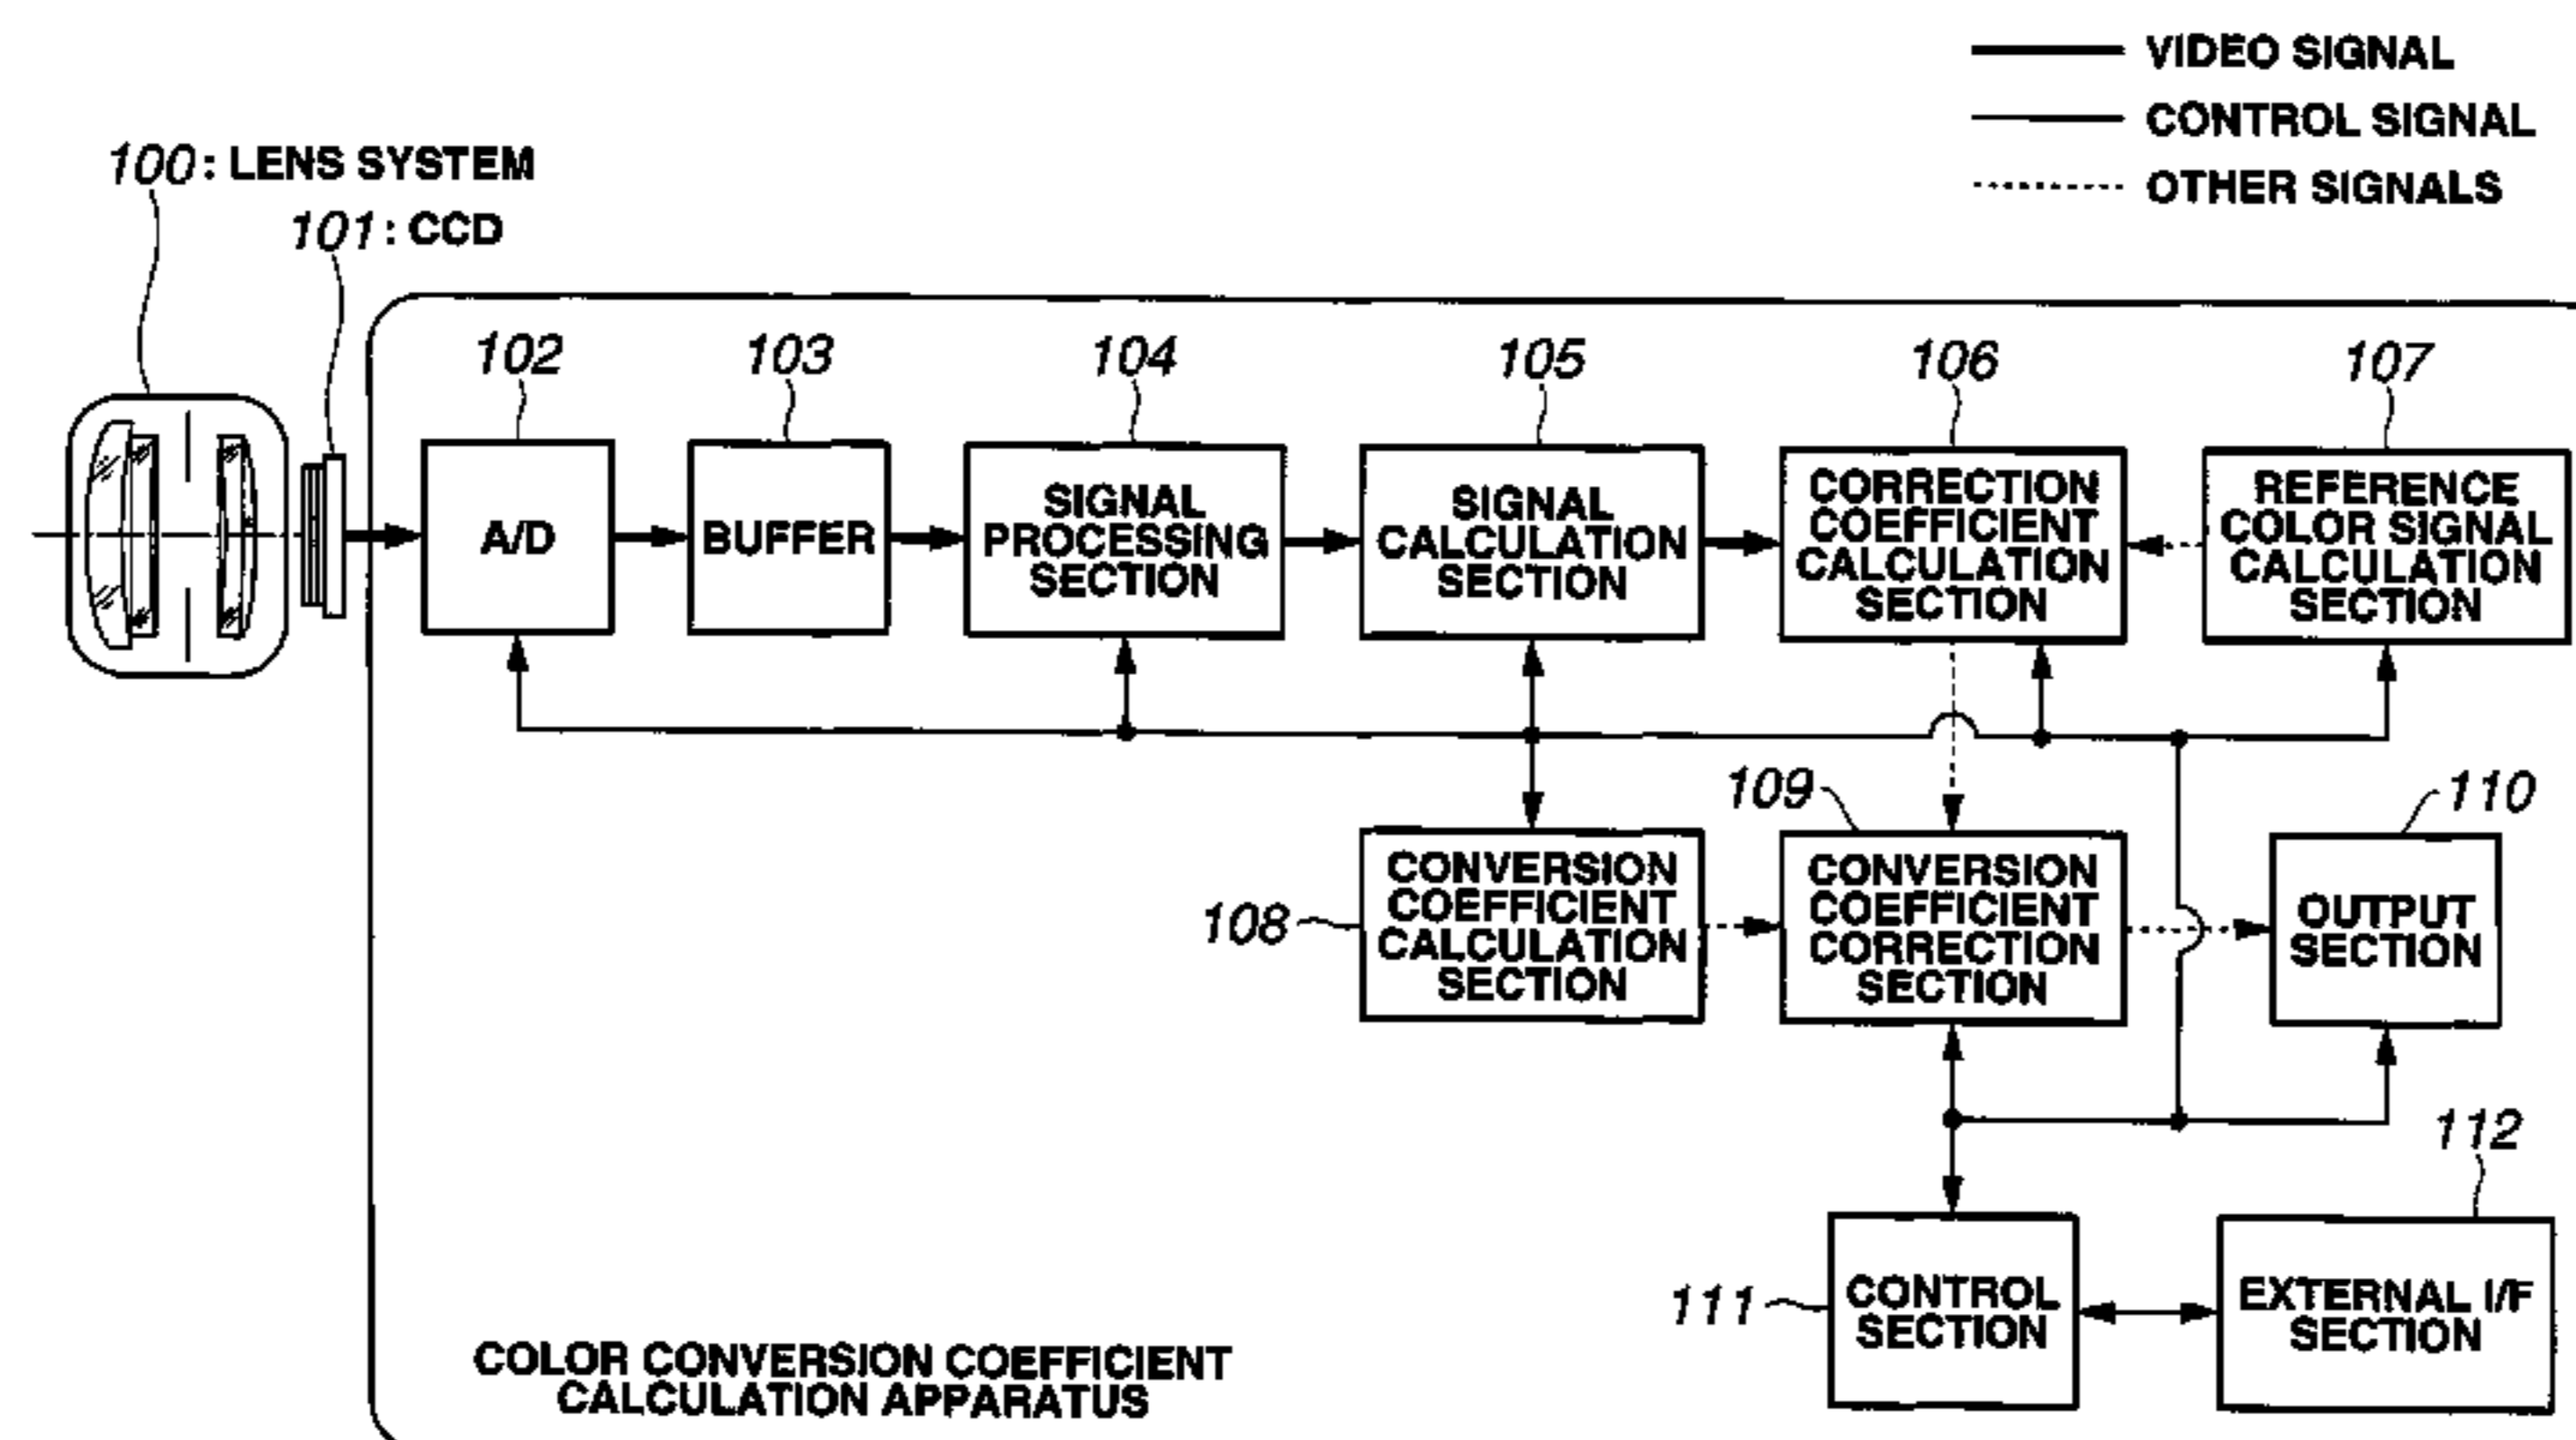 VIDEO SIGNAL
CONTROL SIGNAL
OTHER SIGNALS
100: LENS SYSTEM
101: CCD
102
103
104
105
106
107
A/D
BUFFER
SIGNAL
PROCESSING
SECTION
SIGNAL
CALCULATION
SECTION
CORRECTION
COEFFICIENT
CALCULATION
SECTION
REFERENCE
COLOR SIGNAL
CALCULATION
SECTION
108
CONVERSION
COEFFICIENT
CALCULATION
SECTION
109
CONVERSION
COEFFICIENT
CORRECTION
SECTION
110
OUTPUT
SECTION
111
CONTROL
SECTION
112
EXTERNAL I/F
SECTION
COLOR CONVERSION COEFFICIENT
CALCULATION APPARATUS